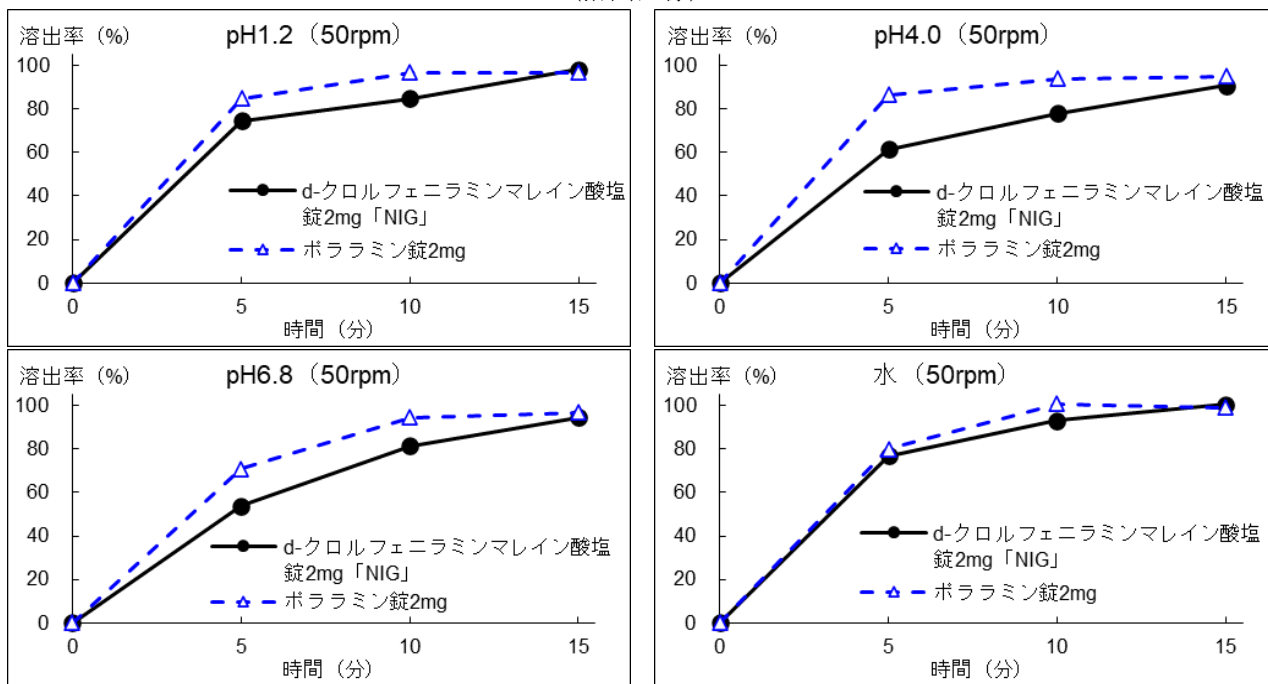 溶出率（%）
pH1.2（50rpm）
100
80
60
40
20
0
d-クロルフェニラミンマレイン酸塩
錠2mg「NIG」
ポララミン錠2mg
0 5 10 15
時間（分）
溶出率（%）
pH4.0（50rpm）
100
80
60
40
20
0
d-クロルフェニラミンマレイン酸塩
錠2mg「NIG」
ポララミン錠2mg
0 5 10 15
時間（分）
溶出率（%）
pH6.8（50rpm）
100
80
60
40
20
0
d-クロルフェニラミンマレイン酸塩
錠2mg「NIG」
ポララミン錠2mg
0 5 10 15
時間（分）
溶出率（%）
水（50rpm）
100
80
60
40
20
0
d-クロルフェニラミンマレイン酸塩
錠2mg「NIG」
ポララミン錠2mg
0 5 10 15
時間（分）